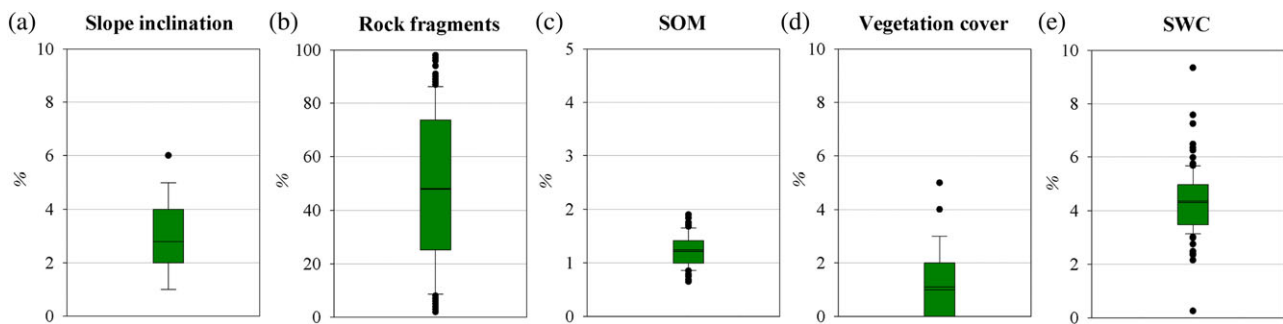 (a) Slope inclination (b) Rock fragments (c) SOM (d) Vegetation cover (e) SWC
10 100 5 10 10
8 80 4 8 8
6 60 3 6 6
% % % % %
4 40 2 4 4
2 20 1 2 2
0 0 0 0 0